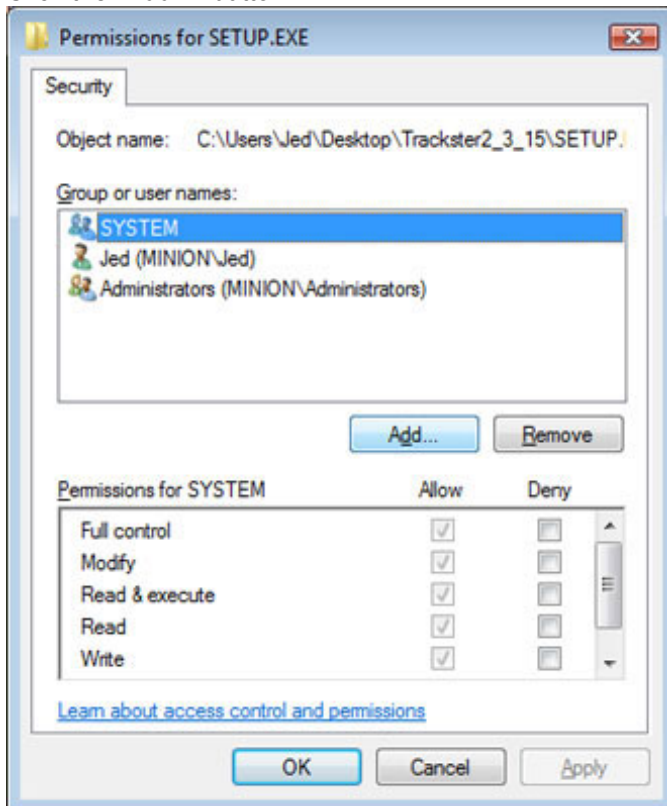 Permissions for SETUP.EXE
Security
Object name: C:\Users\Jed\Desktop\Trackster2_3_15\SETUP.
Group or user names:
SYSTEM
Jed (MINION\Jed)
Administrators (MINION\Administrators)
Add... Remove
Permissions for SYSTEM Allow Deny
Full control
Modify
Read & execute
Read
Write
Learn about access control and permissions
OK Cancel Apply